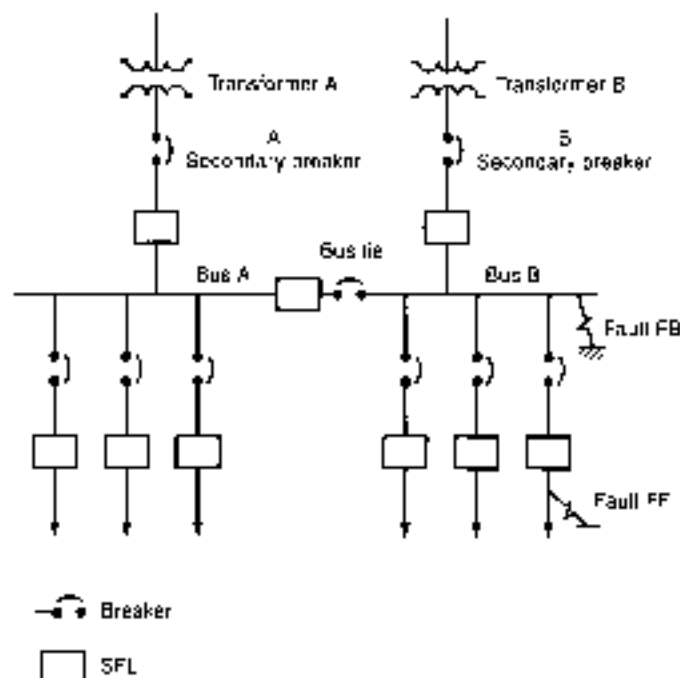 Transformer A
Transformer B
A
Secondary breaker
B
Secondary breaker
Bus tie
Bus A
Bus B
Fault FB
Fault FF
Breaker
SFL